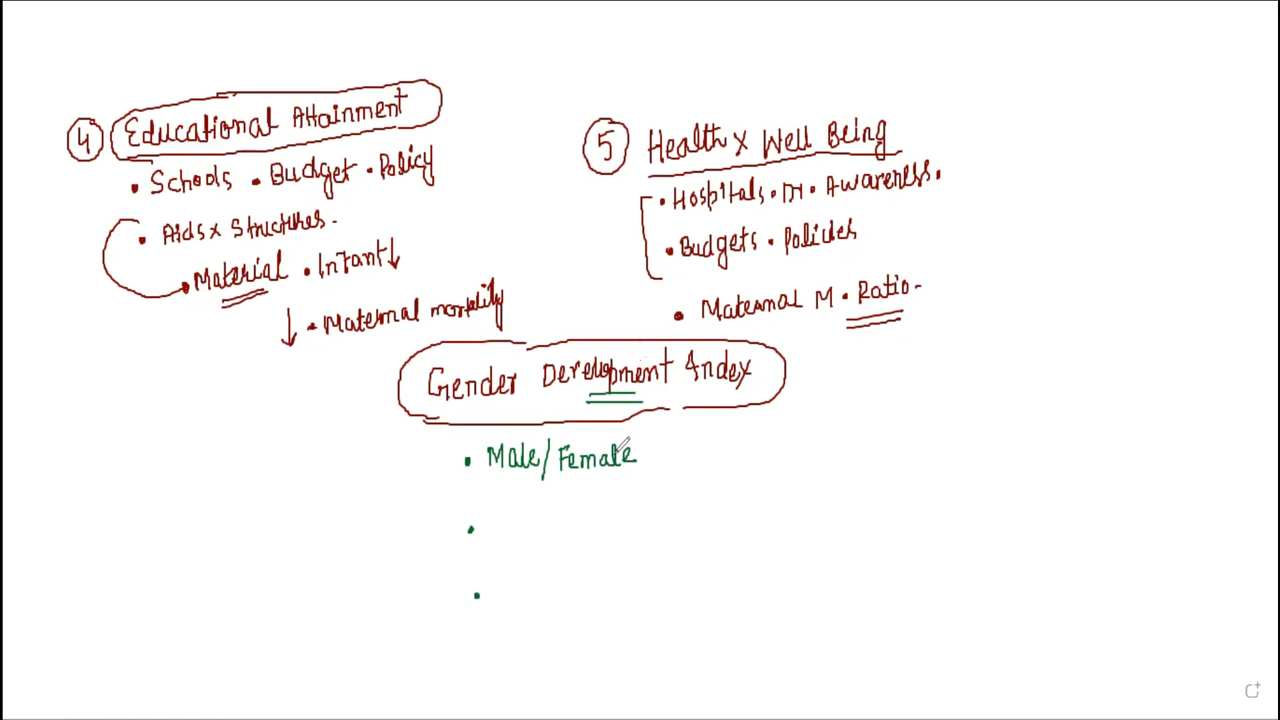 4 Educational Attainment
• Schools • Budget • Policy
• Aids x Structures.
• Material • Infant ↓
↓ • Maternal mortality
5 Health x Well Being
• Hospitals • Dr • Awareness.
• Budgets • Policies
• Maternal M. Ratio.
Gender Development Index
• Male/Female
•
•